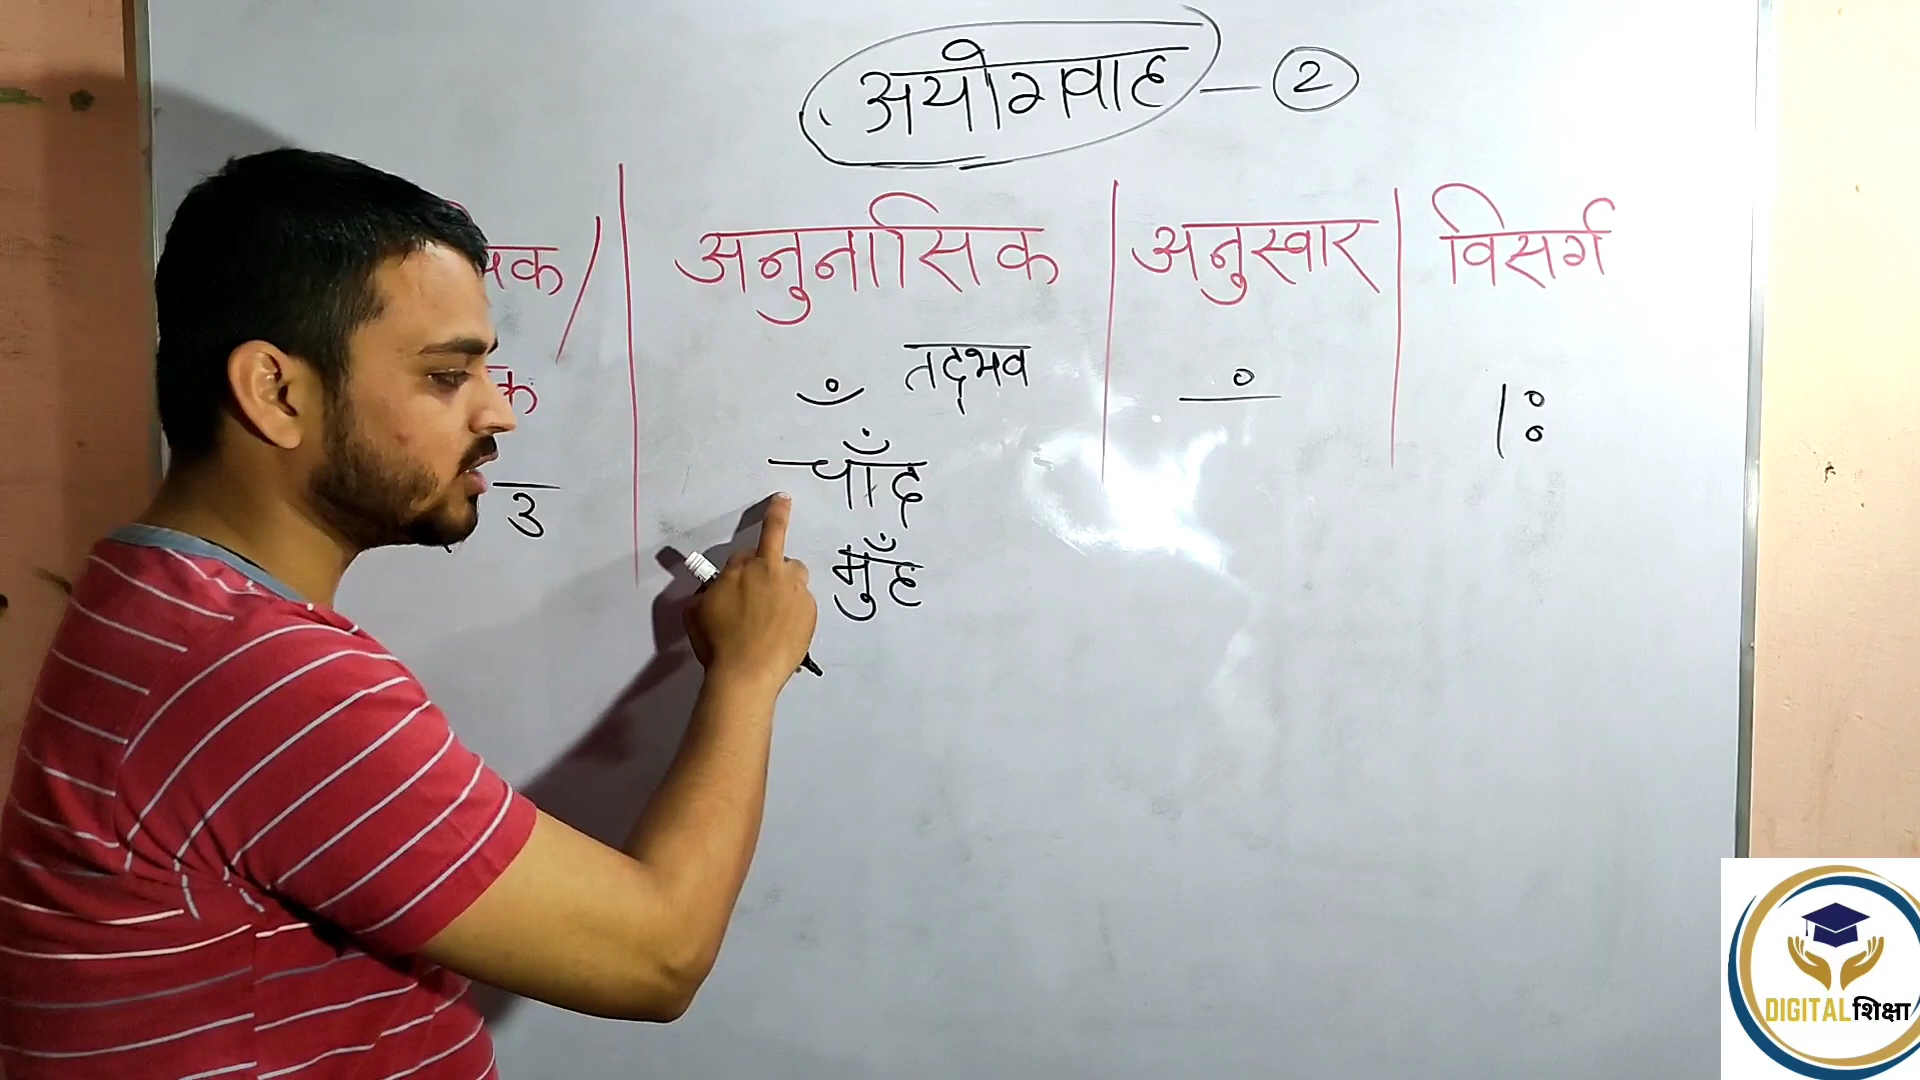 अयोगवाह – 2
अनुनासिक | अनुस्वार | विसर्ग
ँ तद्भव
ं
ः
चाँद
उ
मुँह
DIGITAL शिक्षा